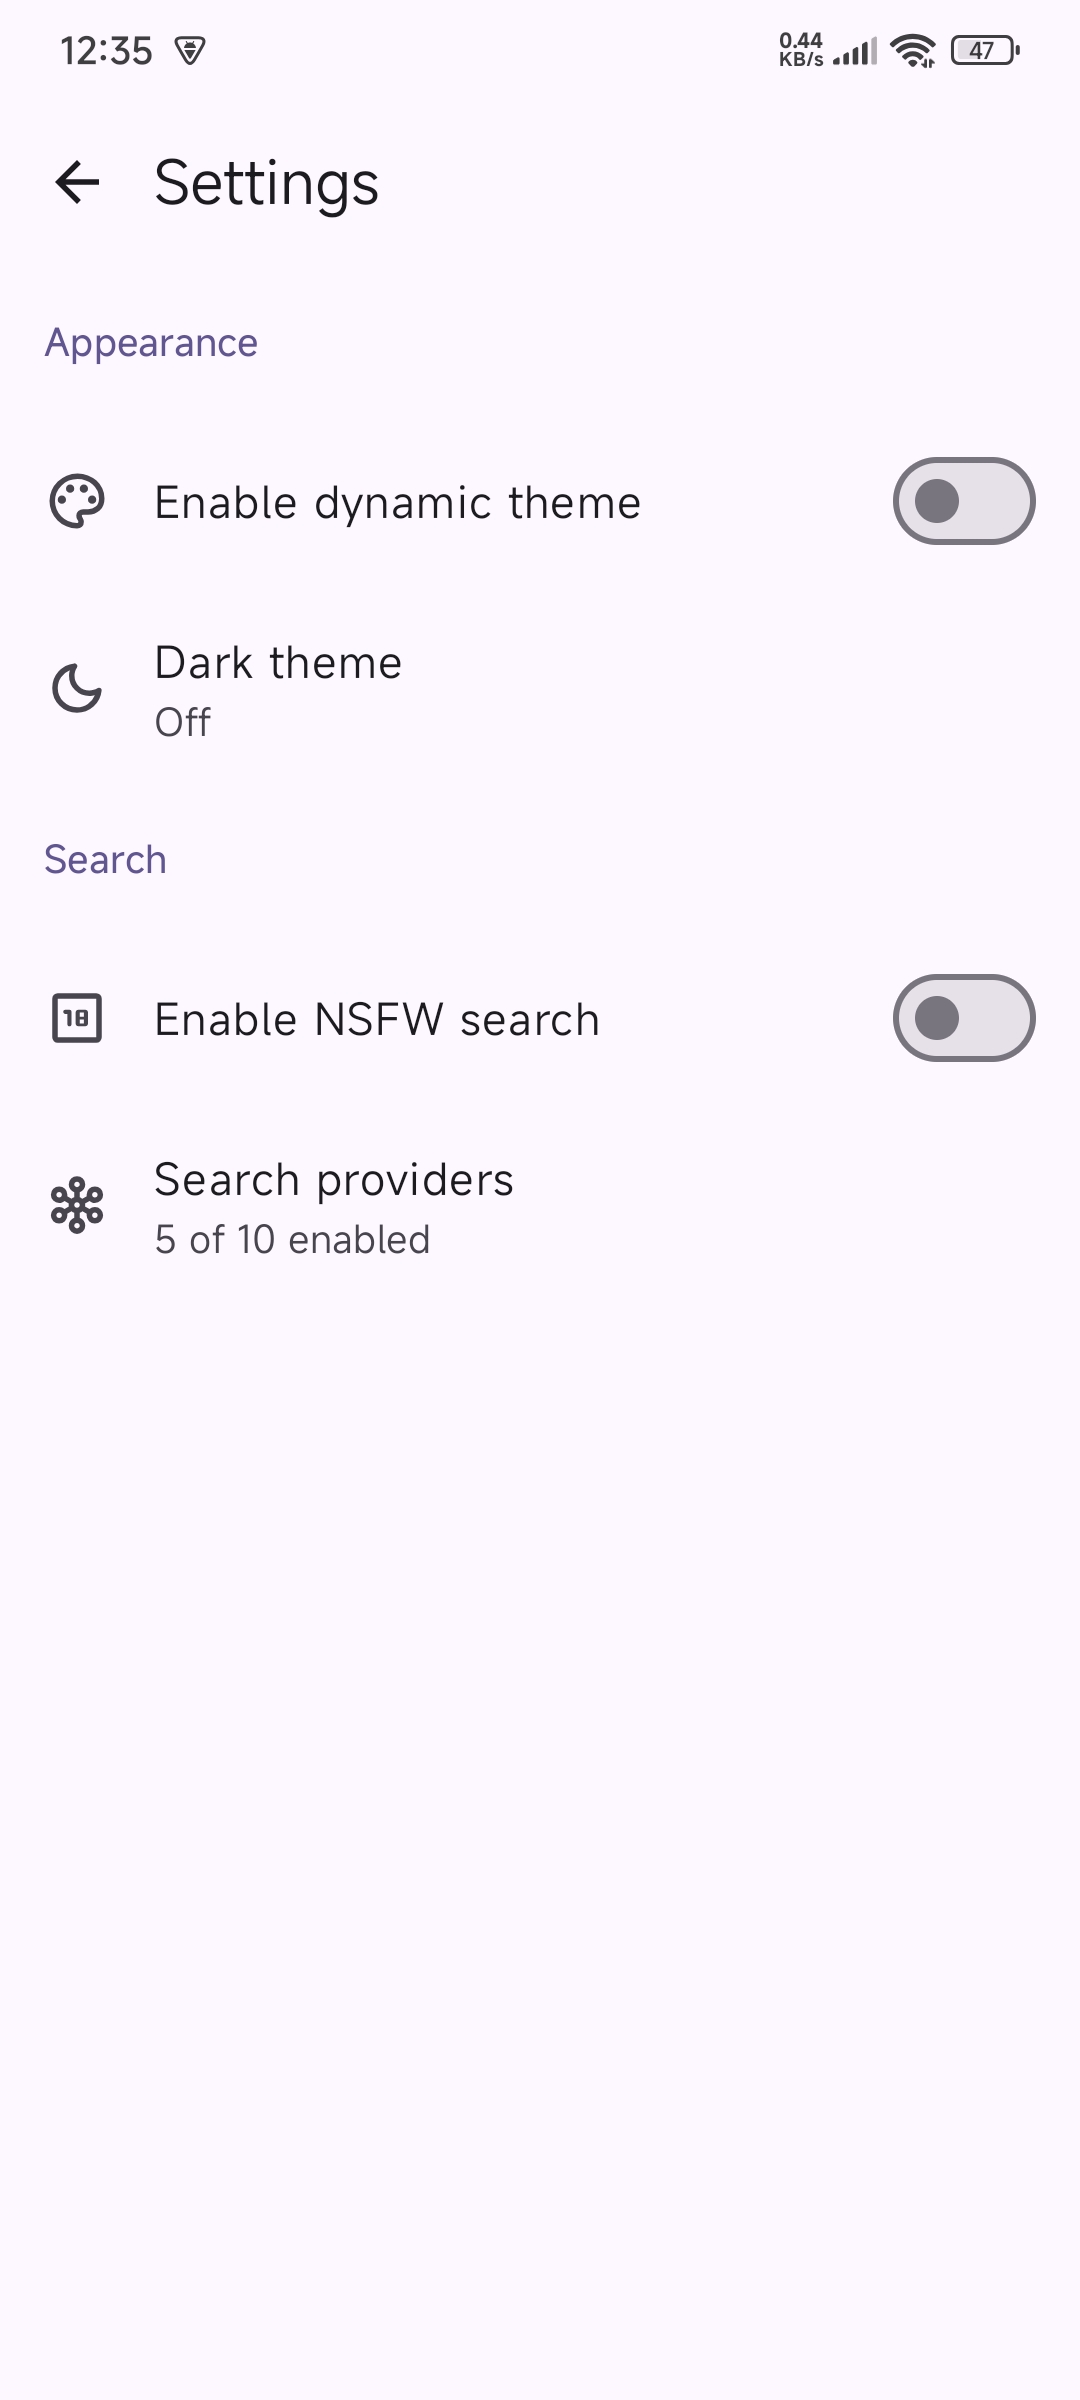 12:35
0.44
KB/s
47
Settings
Appearance
Enable dynamic theme
Dark theme
Off
Search
18
Enable NSFW search
Search providers
5 of 10 enabled